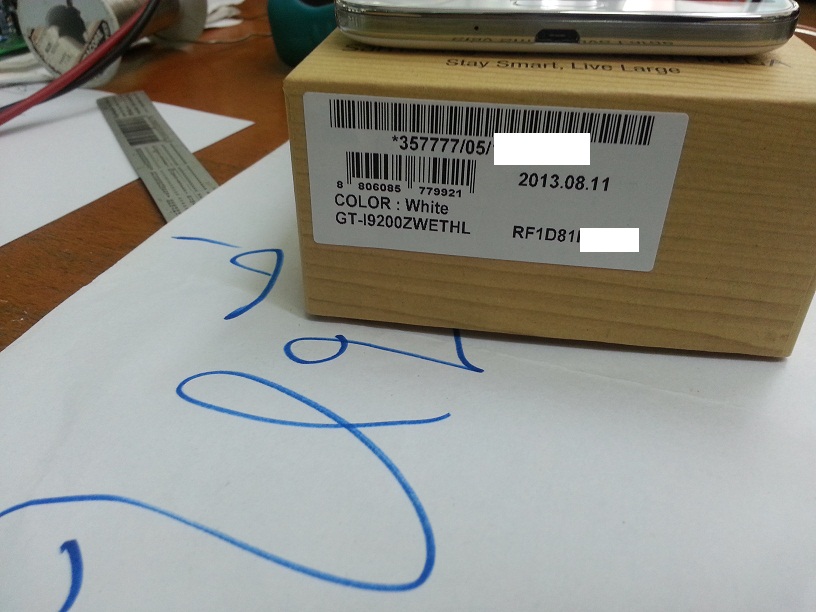 Stay Smart, Live Large
*357777/05/
8 806085 779921
2013.08.11
COLOR : White
GT-I9200ZWETHL
RF1D81